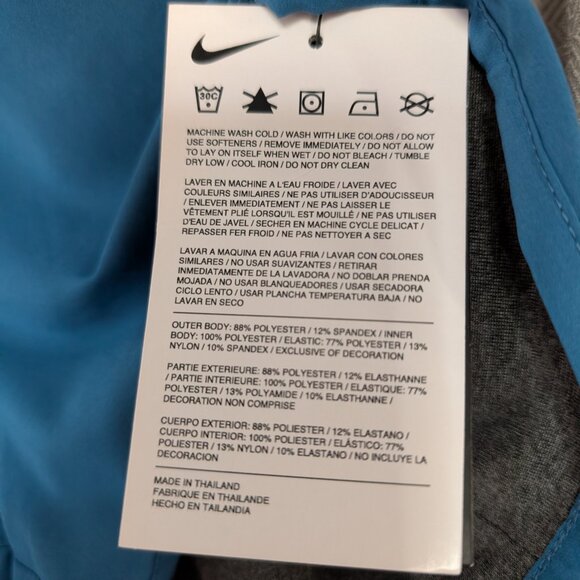 30C
MACHINE WASH COLD / WASH WITH LIKE COLORS / DO NOT
USE SOFTENERS / REMOVE IMMEDIATELY / DO NOT ALLOW
TO LAY ON ITSELF WHEN WET / DO NOT BLEACH / TUMBLE
DRY LOW / COOL IRON / DO NOT DRY CLEAN
LAVER EN MACHINE A L'EAU FROIDE / LAVER AVEC
COULEURS SIMILAIRES / NE PAS UTILISER D'ADOUCISSEUR
/ ENLEVER IMMEDIATEMENT / NE PAS LAISSER LE
VÊTEMENT PLIÉ LORSQU'IL EST MOUILLÉ / NE PAS UTILISER
D'EAU DE JAVEL / SECHER EN MACHINE CYCLE DELICAT /
REPASSER FER FROID / NE PAS NETTOYER A SEC
LAVAR A MAQUINA EN AGUA FRIA / LAVAR CON COLORES
SIMILARES / NO USAR SUAVIZANTES / RETIRAR
INMEDIATAMENTE DE LA LAVADORA / NO DOBLAR PRENDA
MOJADA / NO USAR BLANQUEADORES / USAR SECADORA
CICLO LENTO / USAR PLANCHA TEMPERATURA BAJA / NO
LAVAR EN SECO
OUTER BODY: 88% POLYESTER / 12% SPANDEX / INNER
BODY: 100% POLYESTER / ELASTIC: 77% POLYESTER / 13%
NYLON / 10% SPANDEX / EXCLUSIVE OF DECORATION
PARTIE EXTERIEURE: 88% POLYESTER / 12% ELASTHANNE
/ PARTIE INTERIEURE: 100% POLYESTER / ELASTIQUE: 77%
POLYESTER / 13% POLYAMIDE / 10% ELASTHANNE /
DECORATION NON COMPRISE
CUERPO EXTERIOR: 88% POLIESTER / 12% ELASTANO /
CUERPO INTERIOR: 100% POLIESTER / ELÁSTICO: 77%
POLIESTER / 13% NYLON / 10% ELASTANO / NO INCLUYE LA
DECORACION
MADE IN THAILAND
FABRIQUE EN THAILANDE
HECHO EN TAILANDIA